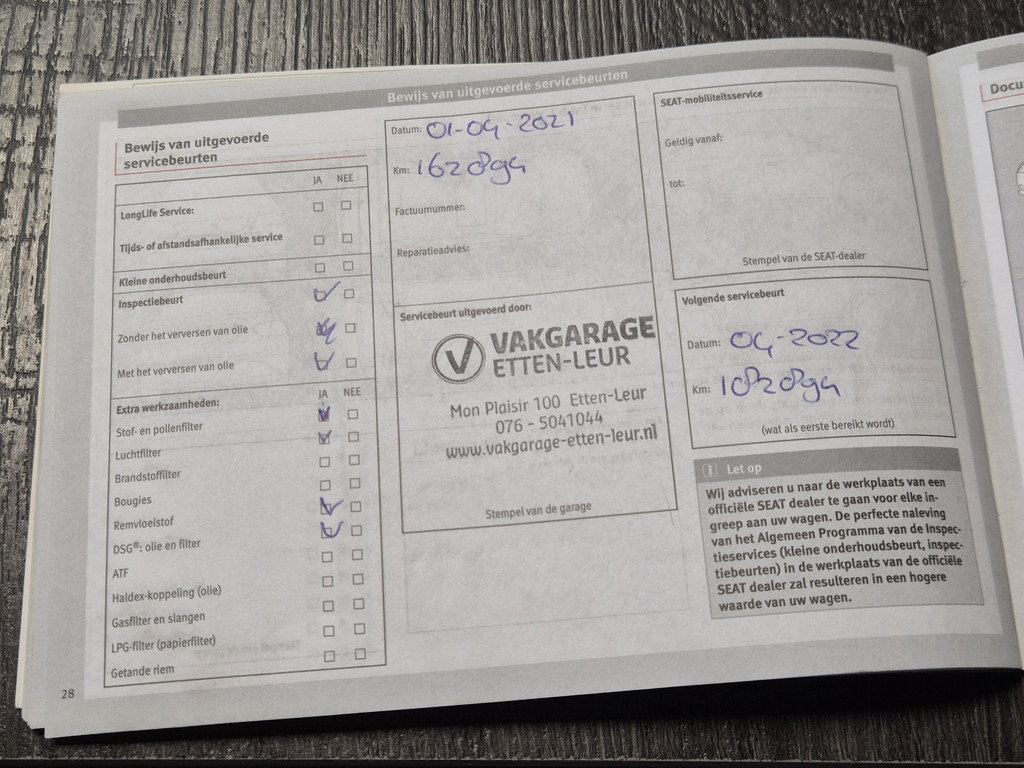 Bewijs van uitgevoerde servicebeurten
Bewijs van uitgevoerde
servicebeurten
JA NEE
LongLife Service:
Tijds- of afstandsafhankelijke service
Kleine onderhoudsbeurt
Inspectiebeurt
Zonder het verversen van olie
Met het verversen van olie
JA NEE
Extra werkzaamheden:
Stof- en pollenfilter
Luchtfilter
Brandstoffilter
Bougies
Remvloeistof
DSG®: olie en filter
ATF
Haldex-koppeling (olie)
Gasfilter en slangen
LPG-filter (papierfilter)
Getande riem
28
Datum: 01-04-2021
Km: 162894
Factuurnummer:
Reparatieadvies:
Servicebeurt uitgevoerd door:
VAKGARAGE
ETTEN-LEUR
Mon Plaisir 100 Etten-Leur
076 - 5041044
www.vakgarage-etten-leur.nl
Stempel van de garage
SEAT-mobiliteitsservice
Geldig vanaf:
tot:
Stempel van de SEAT-dealer
Volgende servicebeurt
Datum: 04-2022
Km: 182894
(wat als eerste bereikt wordt)
Let op
Wij adviseren u naar de werkplaats van een
officiële SEAT dealer te gaan voor elke in-
greep aan uw wagen. De perfecte naleving
van het Algemeen Programma van de Inspec-
tieservices (kleine onderhoudsbeurt, inspec-
tiebeurten) in de werkplaats van de officiële
SEAT dealer zal resulteren in een hogere
waarde van uw wagen.
Docu